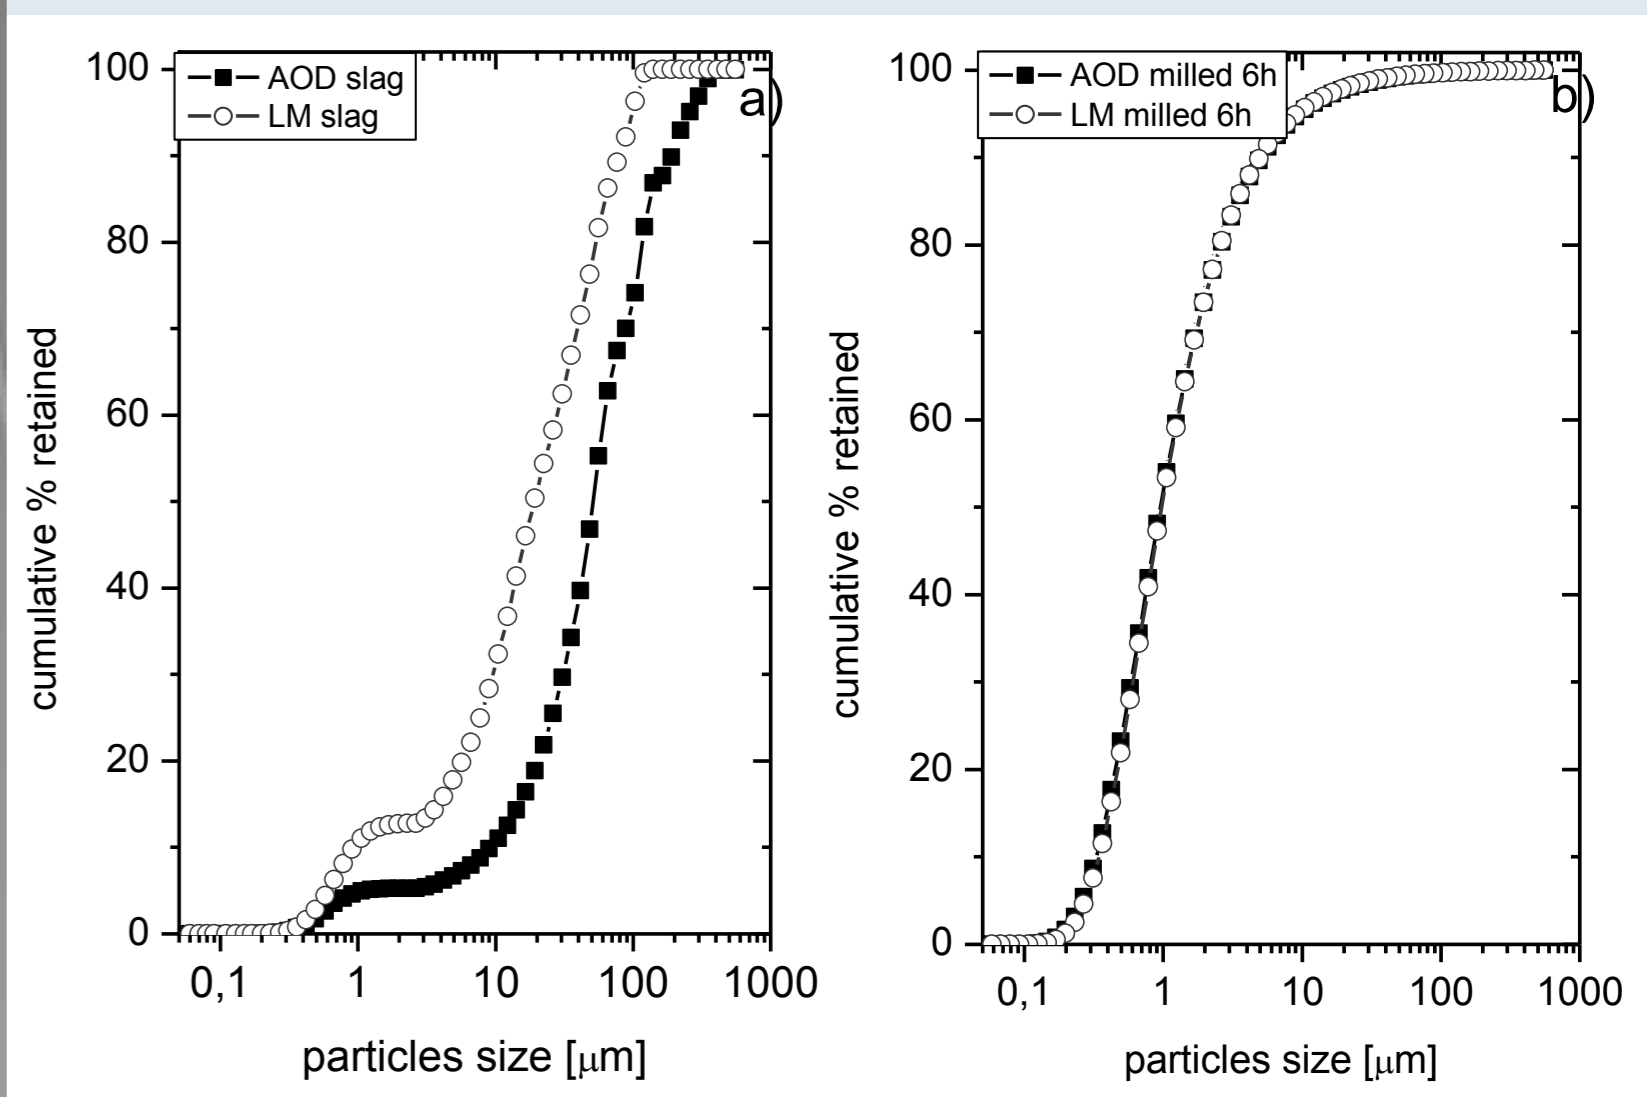 AOD slag
LM slag
a)
100
80
60
40
20
0
cumulative % retained
0,1 1 10 100 1000
particles size [μm]
AOD milled 6h
LM milled 6h
b)
100
80
60
40
20
0
cumulative % retained
0,1 1 10 100 1000
particles size [μm]